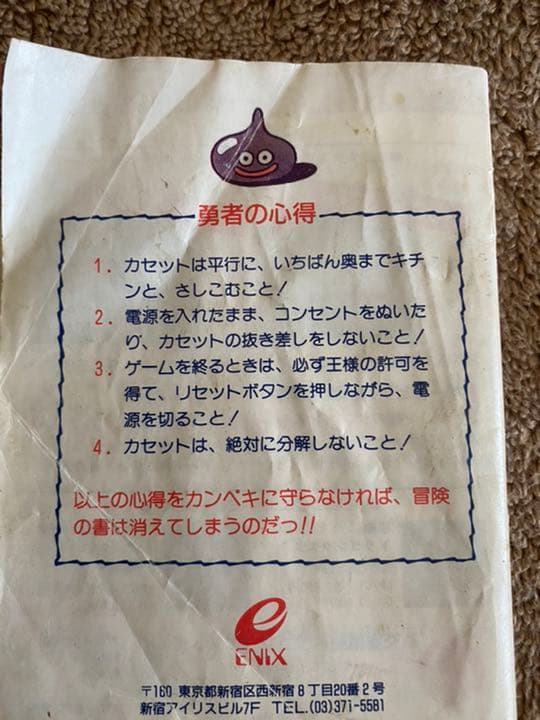 勇者の心得
1. カセットは平行に、いちばん奥までキチ
ンと、さしこむこと!
2. 電源を入れたまま、コンセントをぬいた
り、カセットの抜き差しをしないこと!
3. ゲームを終るときは、必ず王様の許可を
得て、リセットボタンを押しながら、電
源を切ること!
4. カセットは、絶対に分解しないこと!
以上の心得をカンペキに守らなければ、冒険
の書は消えてしまうのだっ!!
ENIX
〒160 東京都新宿区西新宿8丁目20番2号
新宿アイリスビル7F TEL.(03)371-5581